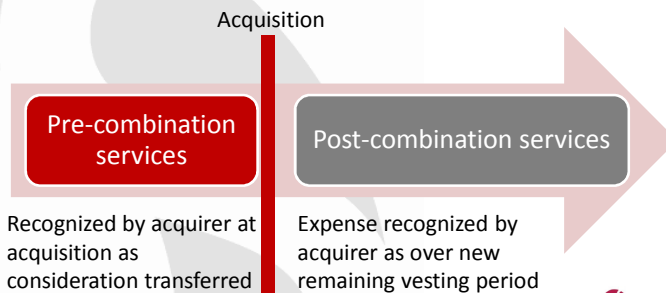 Acquisition
Pre-combination
services
Post-combination services
Recognized by acquirer at
acquisition as
consideration transferred
Expense recognized by
acquirer as over new
remaining vesting period